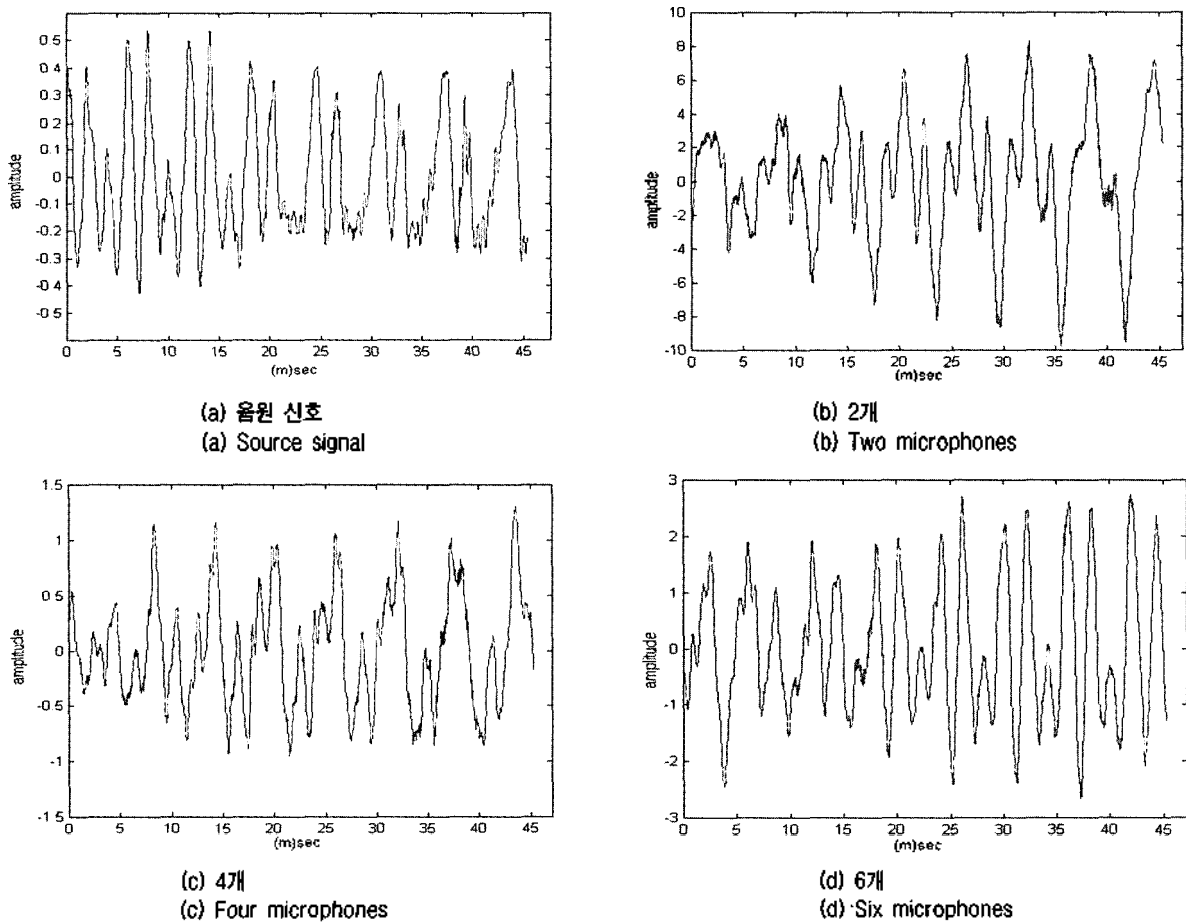 0.5
0.4
0.3
0.2
0.1
0
-0.1
-0.2
-0.3
-0.4
-0.5
amplitude
0 5 10 15 20 25 30 35 40 45
(m)sec
(a) 음원 신호
(a) Source signal
10
8
6
4
2
0
-2
-4
-6
-8
-10
amplitude
0 5 10 15 20 25 30 35 40 45
(m)sec
(b) 2개
(b) Two microphones
1.5
1
0.5
0
-0.5
-1
-1.5
amplitude
0 5 10 15 20 25 30 35 40 45
(m)sec
(c) 4개
(c) Four microphones
3
2
1
0
-1
-2
-3
amplitude
0 5 10 15 20 25 30 35 40 45
(m)sec
(d) 6개
(d) Six microphones